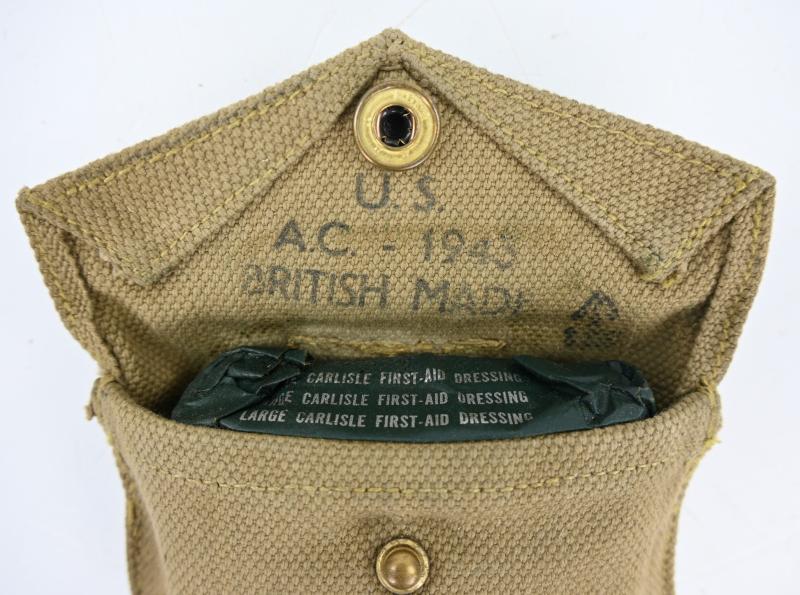 U. S.
A.C. - 1943
BRITISH MADE
CARLISLE FIRST-AID DRESSING
CARLISLE FIRST-AID DRESSING
LARGE CARLISLE FIRST-AID DRESSING